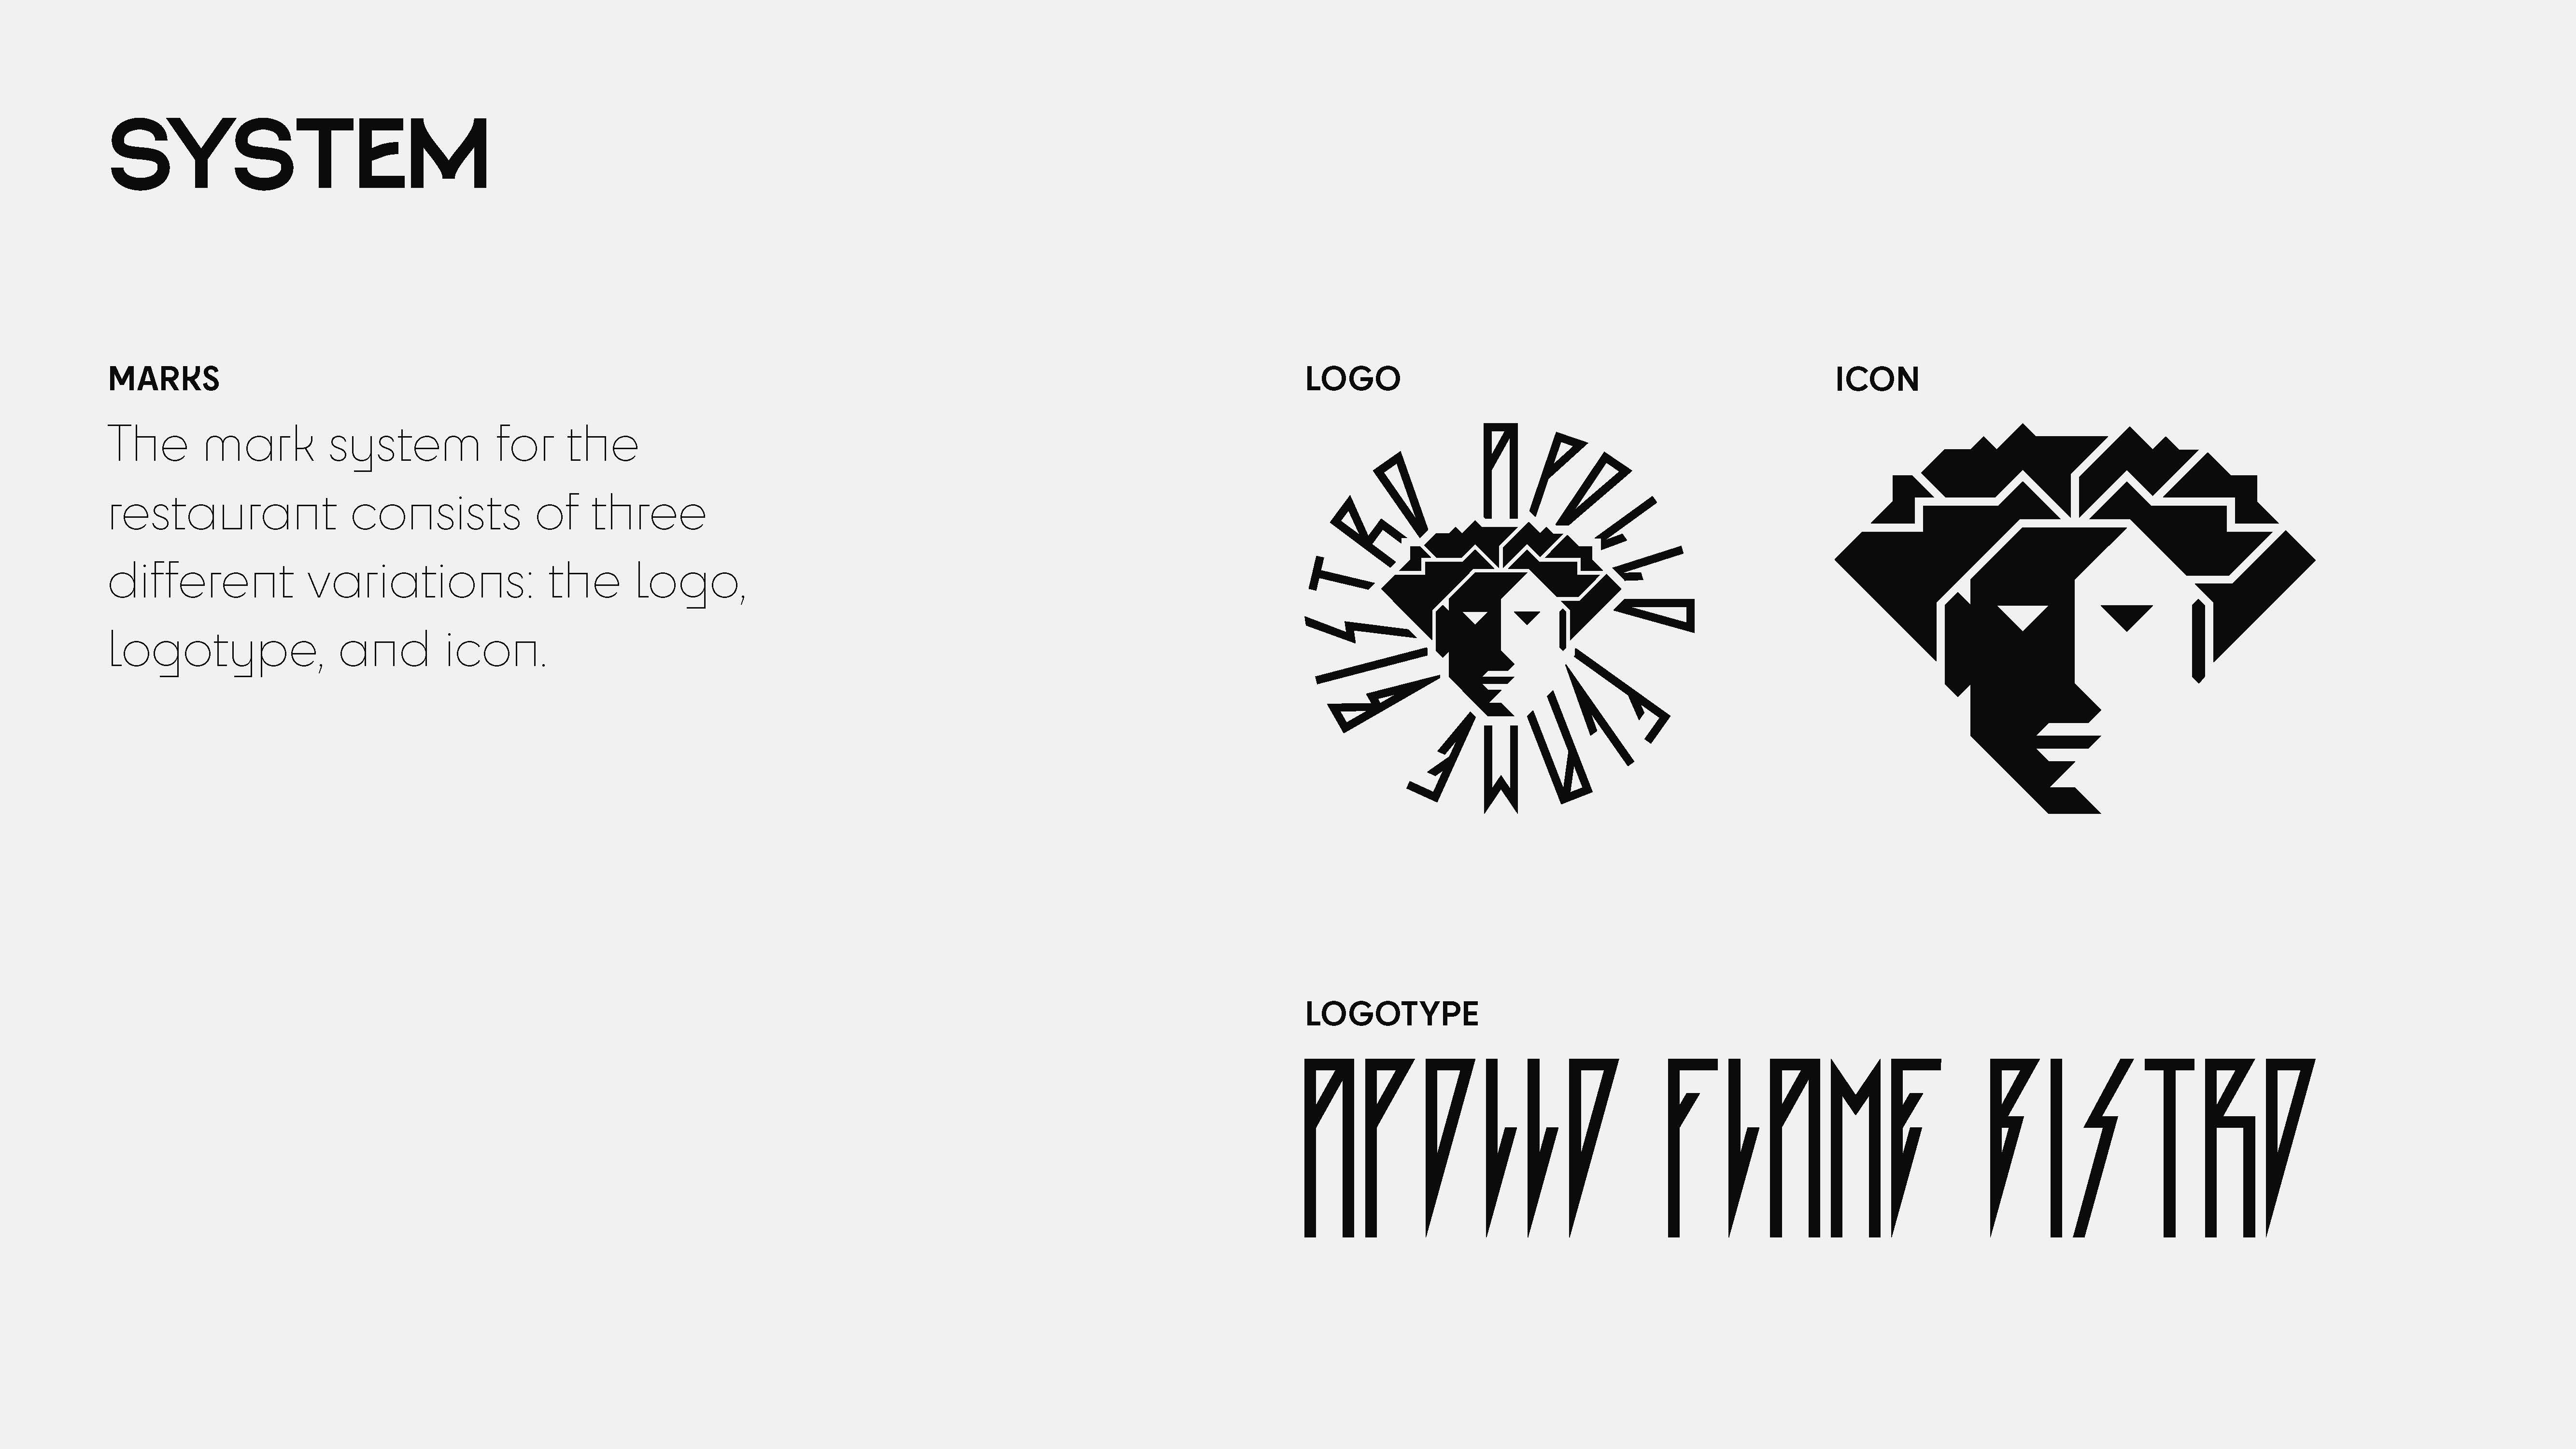 SYSTEM
MARKS
The mark system for the
restaurant consists of three
different variations: the logo,
logotype, and icon.
LOGO
APOLLO FLAME BISTRO
ICON
LOGOTYPE
APOLLO FLAME BISTRO